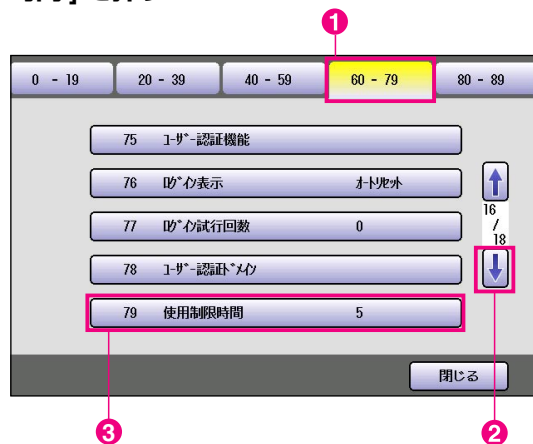 ❶
0 - 19 20 - 39 40 - 59 60 - 79 80 - 89
75 ﾕｰｻﾞｰ認証機能
76 ﾛｸﾞｲﾝ表示 ｵｰﾄﾘｾｯﾄ
77 ﾛｸﾞｲﾝ試行回数 0
78 ﾕｰｻﾞｰ認証ﾄﾞﾒｲﾝ
79 使用制限時間 5
16
/
18
閉じる
❸ ❷